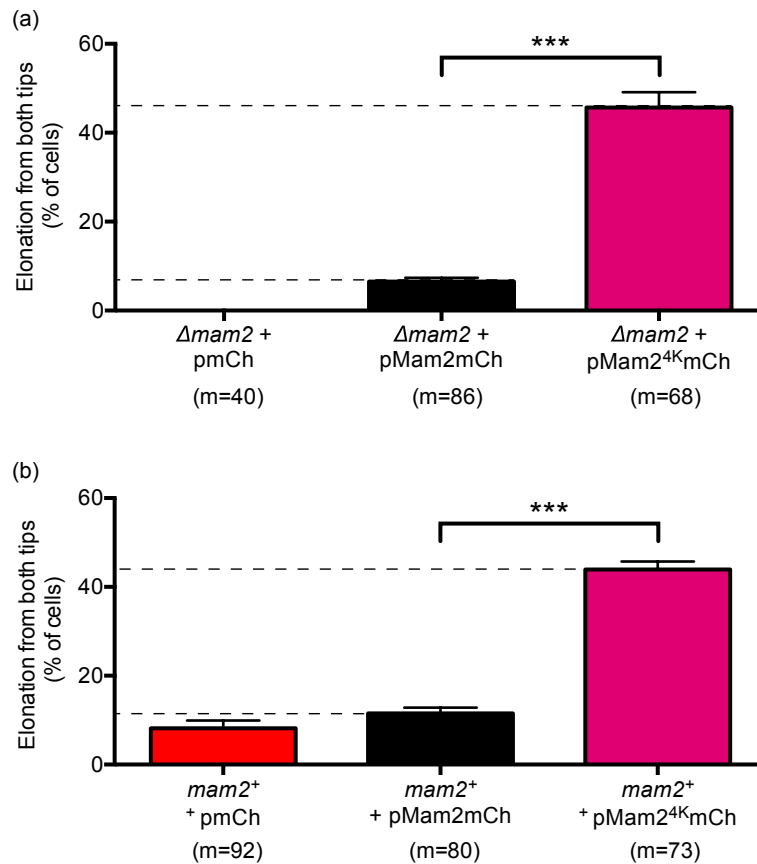 (a)
***
60
40
20
0
Elonation from both tips
(% of cells)
Δmam2 +
pmCh
(m=40)
Δmam2 +
pMam2mCh
(m=86)
Δmam2 +
pMam2⁴ᴷmCh
(m=68)
(b)
***
60
40
20
0
Elonation from both tips
(% of cells)
mam2⁺
+ pmCh
(m=92)
mam2⁺
+ pMam2mCh
(m=80)
mam2⁺
+ pMam2⁴ᴷmCh
(m=73)